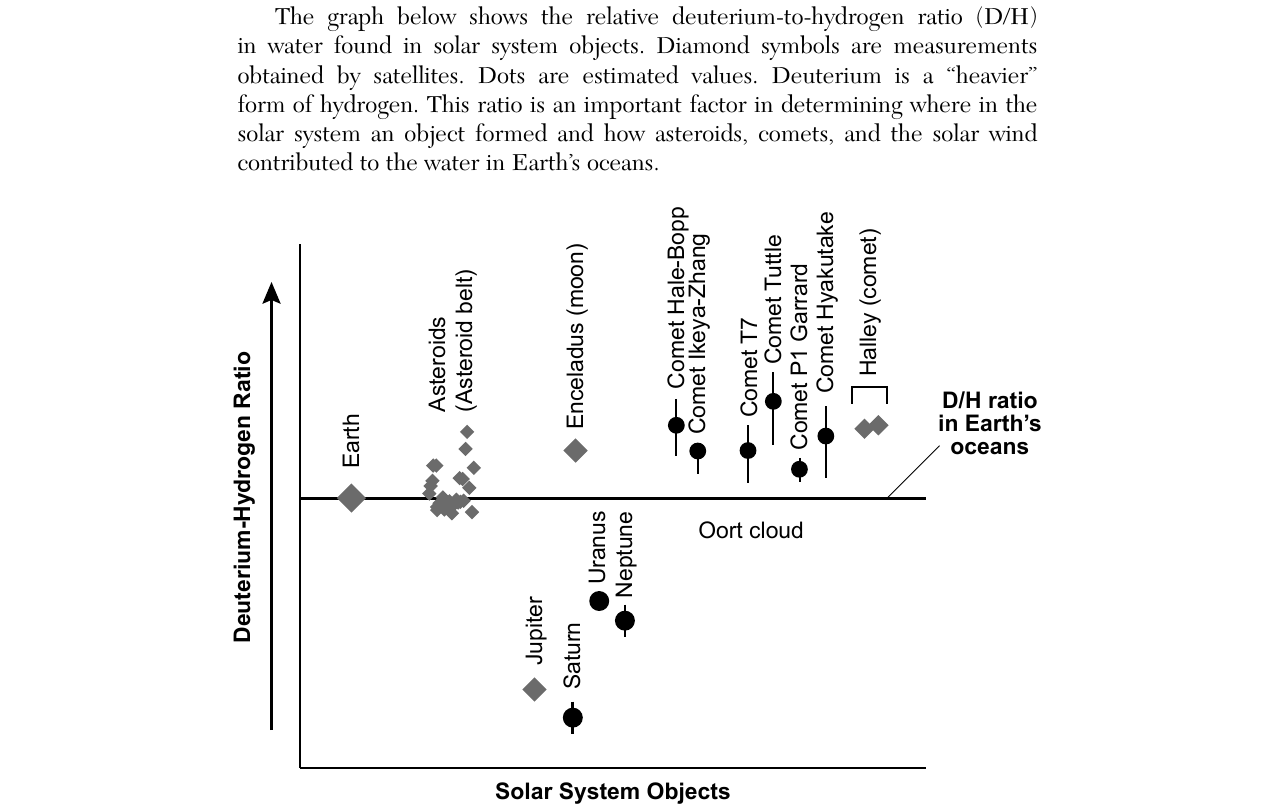 The graph below shows the relative deuterium-to-hydrogen ratio (D/H)
in water found in solar system objects. Diamond symbols are measurements
obtained by satellites. Dots are estimated values. Deuterium is a “heavier”
form of hydrogen. This ratio is an important factor in determining where in the
solar system an object formed and how asteroids, comets, and the solar wind
contributed to the water in Earth’s oceans.
Deuterium-Hydrogen Ratio
Earth
Asteroids
(Asteroid belt)
Jupiter
Saturn
Enceladus (moon)
Uranus
Neptune
Comet Hale-Bopp
Comet Ikeya-Zhang
Comet T7
Comet Tuttle
Comet P1 Garrard
Comet Hyakutake
Halley (comet)
D/H ratio
in Earth’s
oceans
Oort cloud
Solar System Objects